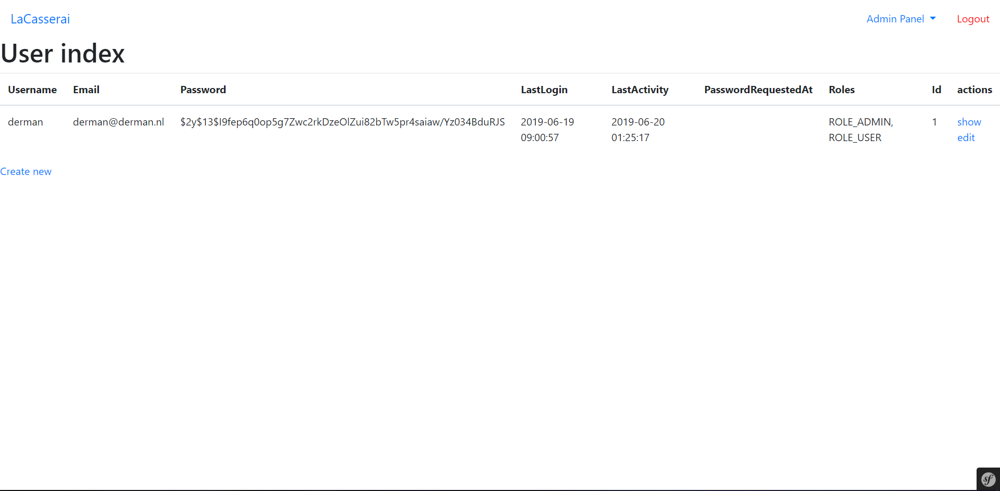 LaCasserai
Admin Panel
Logout
User index
Username Email Password LastLogin LastActivity PasswordRequestedAt Roles Id actions
derman derman@derman.nl $2y$13$I9fep6q0op5g7Zwc2rkDzeOlZui82bTw5pr4saiaw/Yz034BduRJS 2019-06-19 2019-06-20 ROLE_ADMIN, 1 show
09:00:57 01:25:17 ROLE_USER edit
Create new
sf